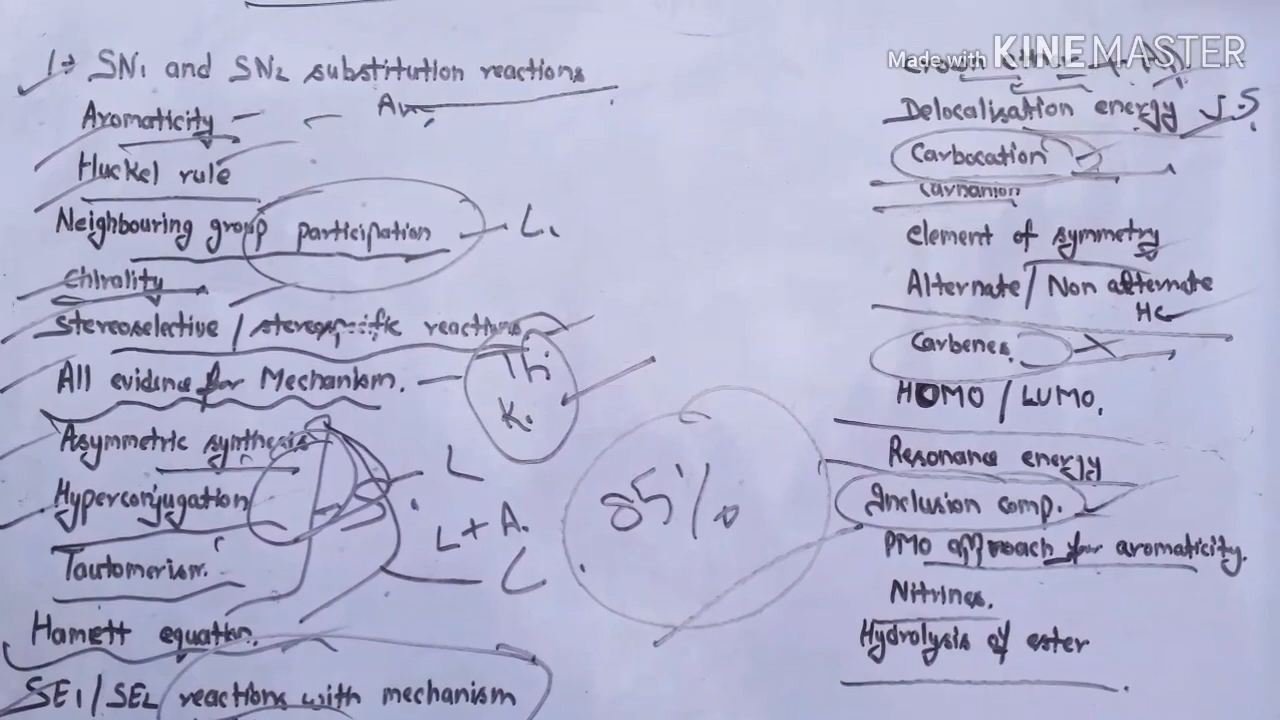 1→ SN1 and SN2 substitution reactions
Aromaticity -
Huckel rule
Neighbouring group participation - L.
Chirality
Stereoselective / stereospecific reactions
All evidence for Mechanism. - Th
K.
Asymmetric synthesis
Hyperconjugation L
L + A.
Tautomerism. C
Hamett equation.
SE1/SE2 reactions with mechanism
85%
Made with KINEMASTER
Delocalisation energy J.S.
Carbocation
Carbanion
element of symmetry
Alternate / Non alternate
HC
Carbenes.
HOMO / LUMO.
Resonance energy
Inclusion comp.
PMO approach for aromaticity.
Nitrines.
Hydrolysis of ester